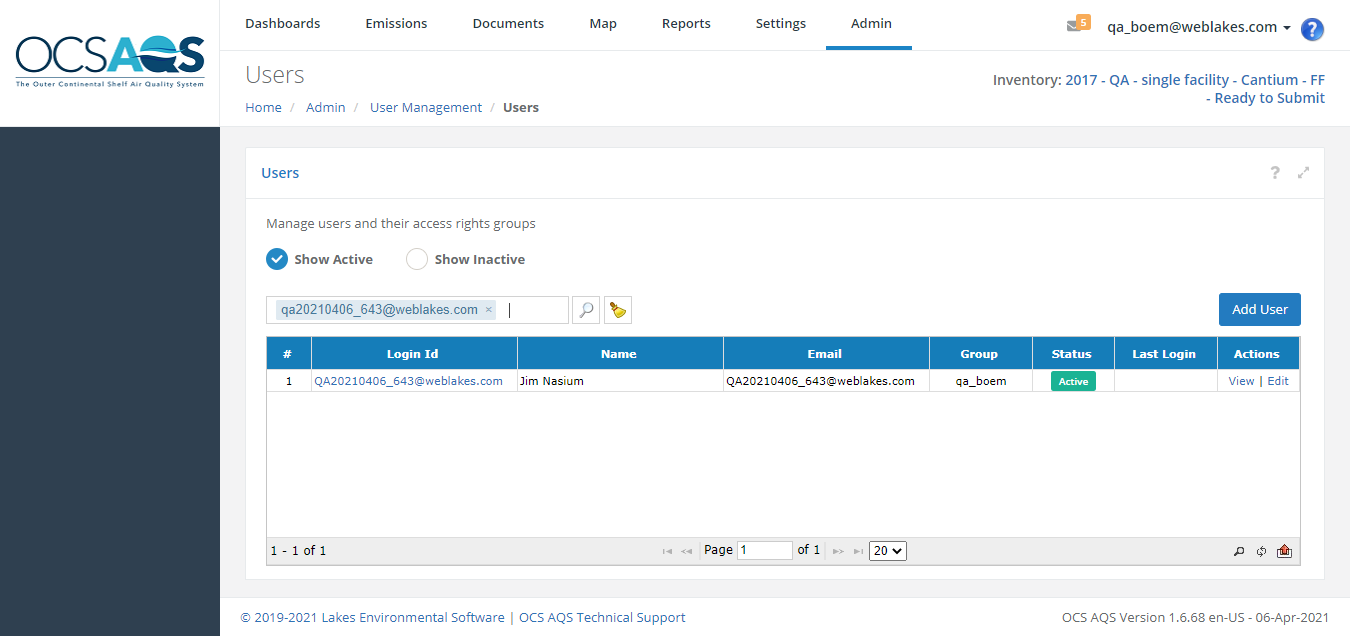 OCSAQS
The Outer Continental Shelf Air Quality System
Dashboards Emissions Documents Map Reports Settings Admin
5 qa_boem@weblakes.com ?
Users
Home / Admin / User Management / Users
Inventory: 2017 - QA - single facility - Cantium - FF
- Ready to Submit
Users ?
Manage users and their access rights groups
Show Active Show Inactive
qa20210406_643@weblakes.com ×
Add User
# Login Id Name Email Group Status Last Login Actions
1 QA20210406_643@weblakes.com Jim Nasium QA20210406_643@weblakes.com qa_boem Active View | Edit
1 - 1 of 1 Page 1 of 1 20
© 2019-2021 Lakes Environmental Software | OCS AQS Technical Support
OCS AQS Version 1.6.68 en-US - 06-Apr-2021